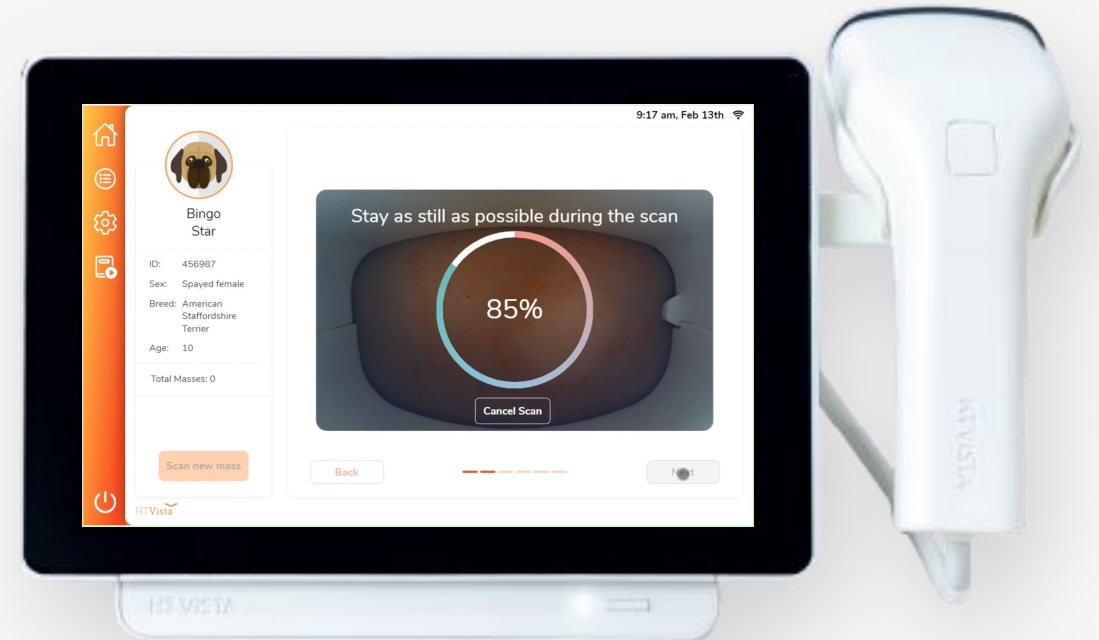 9:17 am, Feb 13th
Bingo
Star
ID: 456987
Sex: Spayed female
Breed: American
Staffordshire
Terrier
Age: 10
Total Masses: 0
Scan new mass
Stay as still as possible during the scan
85%
Cancel Scan
Back
Next
HTVista
HT VISTA
HTVISTA